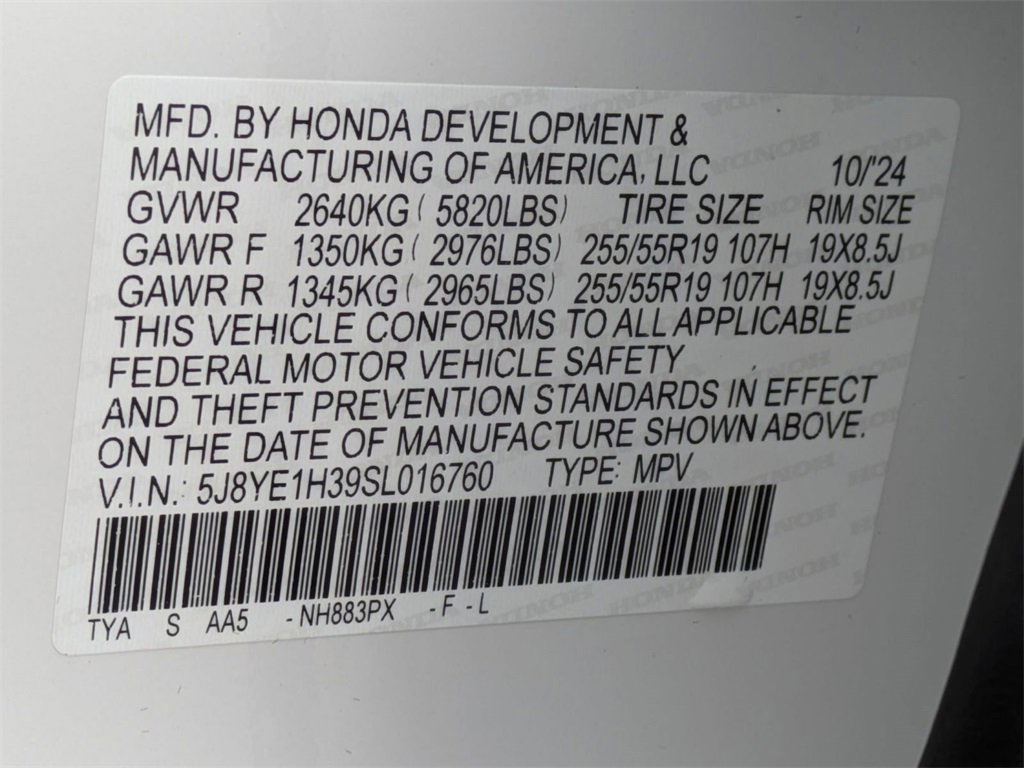 MFD. BY HONDA DEVELOPMENT &
MANUFACTURING OF AMERICA, LLC 10/'24
GVWR 2640KG ( 5820LBS) TIRE SIZE RIM SIZE
GAWR F 1350KG ( 2976LBS) 255/55R19 107H 19X8.5J
GAWR R 1345KG ( 2965LBS) 255/55R19 107H 19X8.5J
THIS VEHICLE CONFORMS TO ALL APPLICABLE
FEDERAL MOTOR VEHICLE SAFETY
AND THEFT PREVENTION STANDARDS IN EFFECT
ON THE DATE OF MANUFACTURE SHOWN ABOVE.
V.I.N.: 5J8YE1H39SL016760 TYPE: MPV
TYA S AA5 -NH883PX -F -L